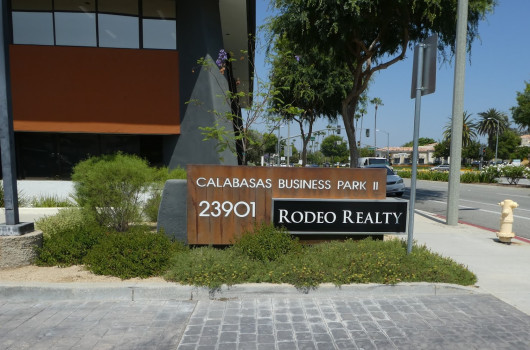 CALABASAS BUSINESS PARK II
23901
RODEO REALTY